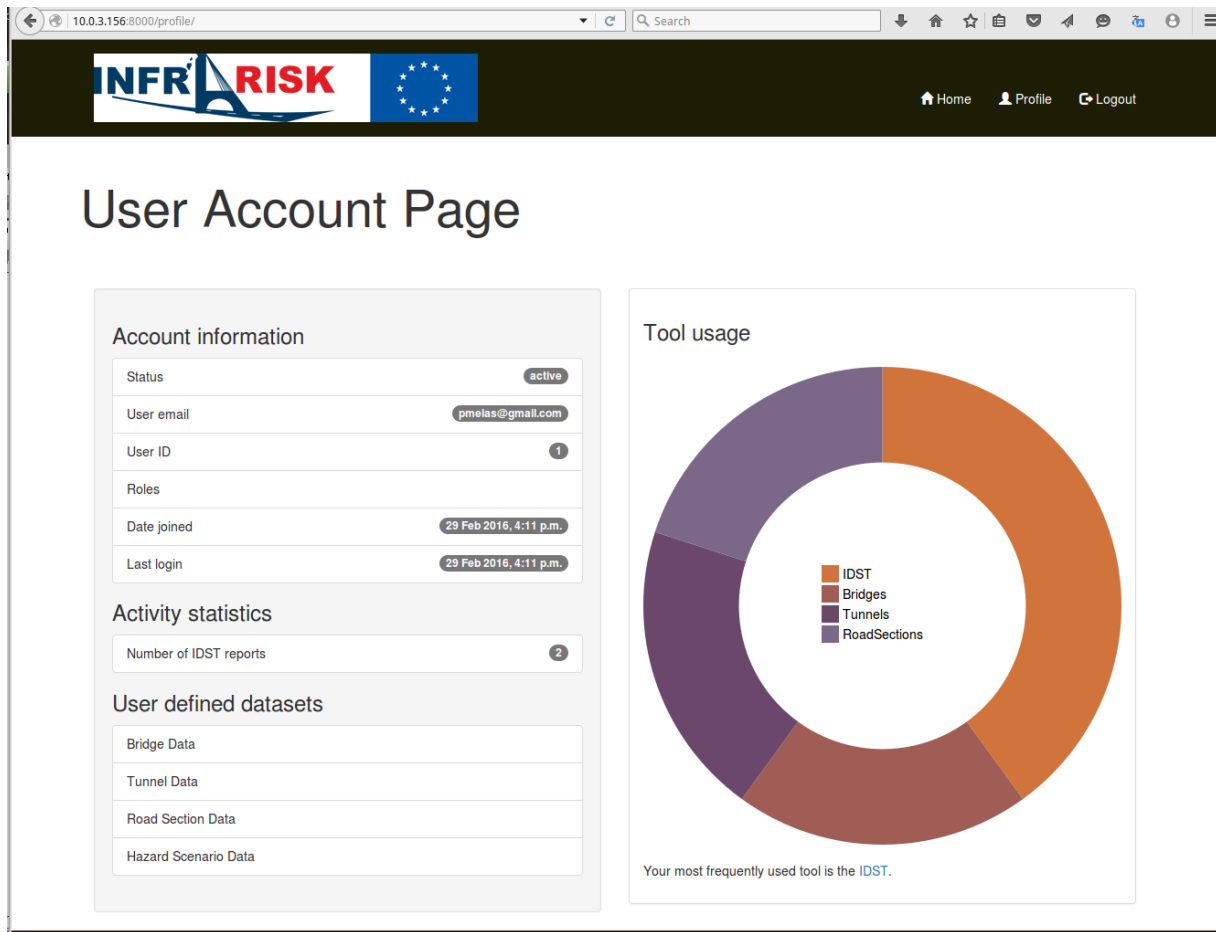 10.0.3.156:8000/profile/
Search
INFRARISK
Home
Profile
Logout
User Account Page
Account information
Status active
User email pmelas@gmail.com
User ID 1
Roles
Date joined 29 Feb 2016, 4:11 p.m.
Last login 29 Feb 2016, 4:11 p.m.
Activity statistics
Number of IDST reports 2
User defined datasets
Bridge Data
Tunnel Data
Road Section Data
Hazard Scenario Data
Tool usage
IDST
Bridges
Tunnels
RoadSections
Your most frequently used tool is the IDST.